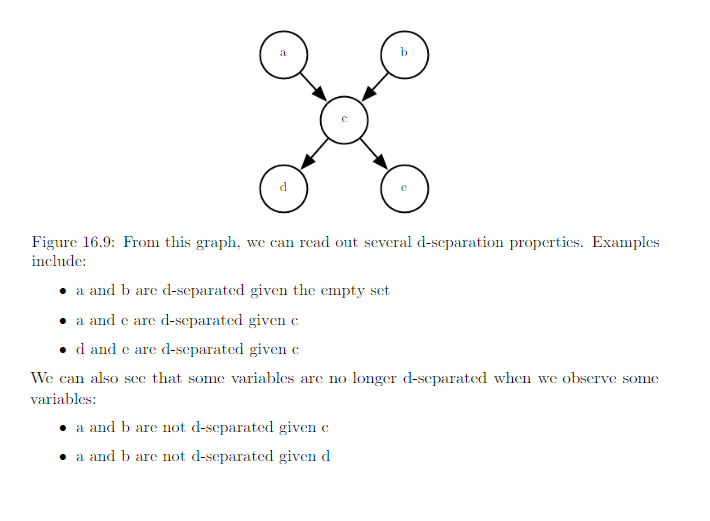 a
b
c
d
e
Figure 16.9: From this graph, we can read out several d-separation properties. Examples
include:
• a and b are d-separated given the empty set
• a and e are d-separated given c
• d and e are d-separated given c
We can also see that some variables are no longer d-separated when we observe some
variables:
• a and b are not d-separated given c
• a and b are not d-separated given d